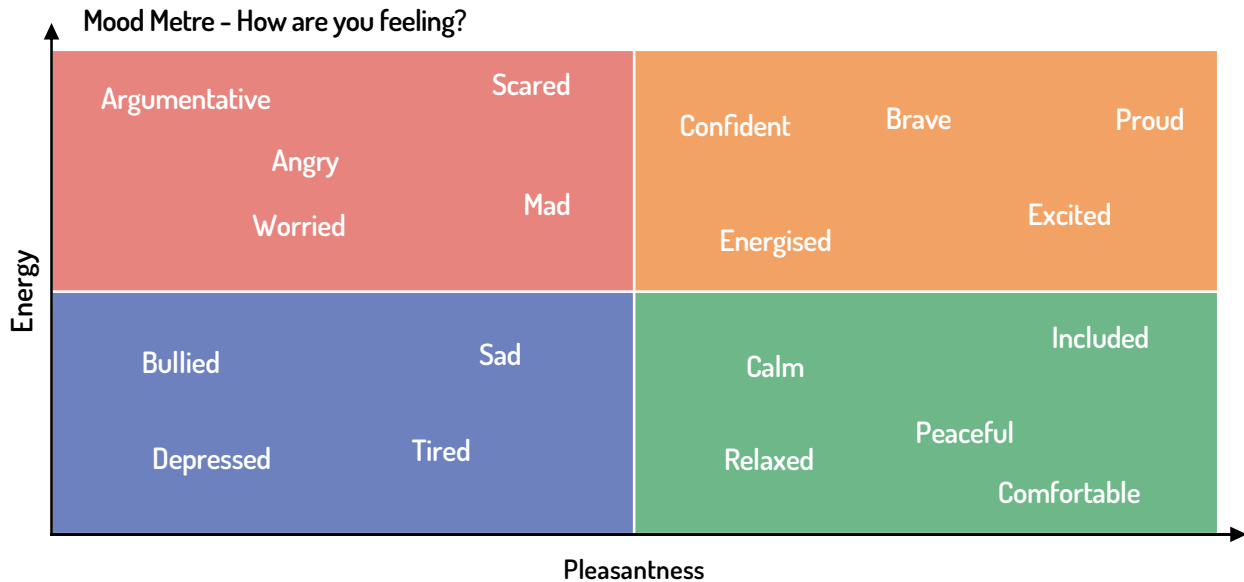 Mood Metre - How are you feeling?
Argumentative
Scared
Angry
Mad
Worried
Confident
Brave
Proud
Excited
Energised
Energy
Bullied
Sad
Depressed
Tired
Included
Calm
Peaceful
Relaxed
Comfortable
Pleasantness